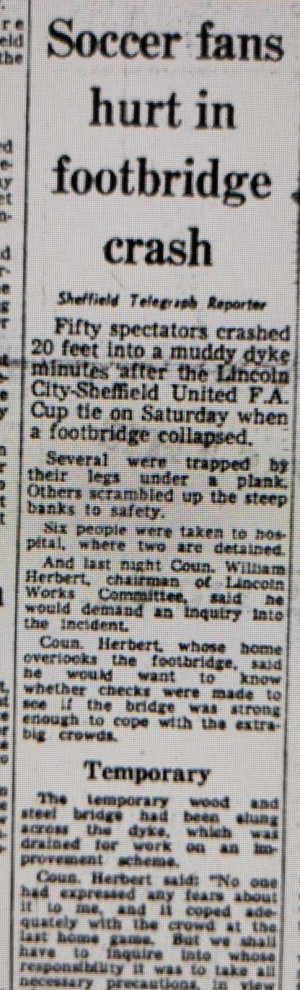 Soccer fans
hurt in
footbridge
crash
Sheffield Telegraph Reporter
Fifty spectators crashed
20 feet into a muddy dyke
minutes after the Lincoln
City-Sheffield United F.A.
Cup tie on Saturday when
a footbridge collapsed.
Several were trapped by
their legs under a plank.
Others scrambled up the steep
banks to safety.
Six people were taken to hos-
pital, where two are detained.
And last night Coun. William
Herbert, chairman of Lincoln
Works Committee, said he
would demand an inquiry into
the incident.
Coun. Herbert, whose home
overlooks the footbridge, said
he would want to know
whether checks were made to
see if the bridge was strong
enough to cope with the extra-
big crowds.
Temporary
The temporary wood and
steel bridge had been slung
across the dyke, which was
drained for work on an im-
provement scheme.
Coun. Herbert said: "No one
had expressed any fears about
it to me, and it coped ade-
quately with the crowd at the
last home game. But we shall
have to inquire into whose
responsibility it was to take all
necessary precautions, in view